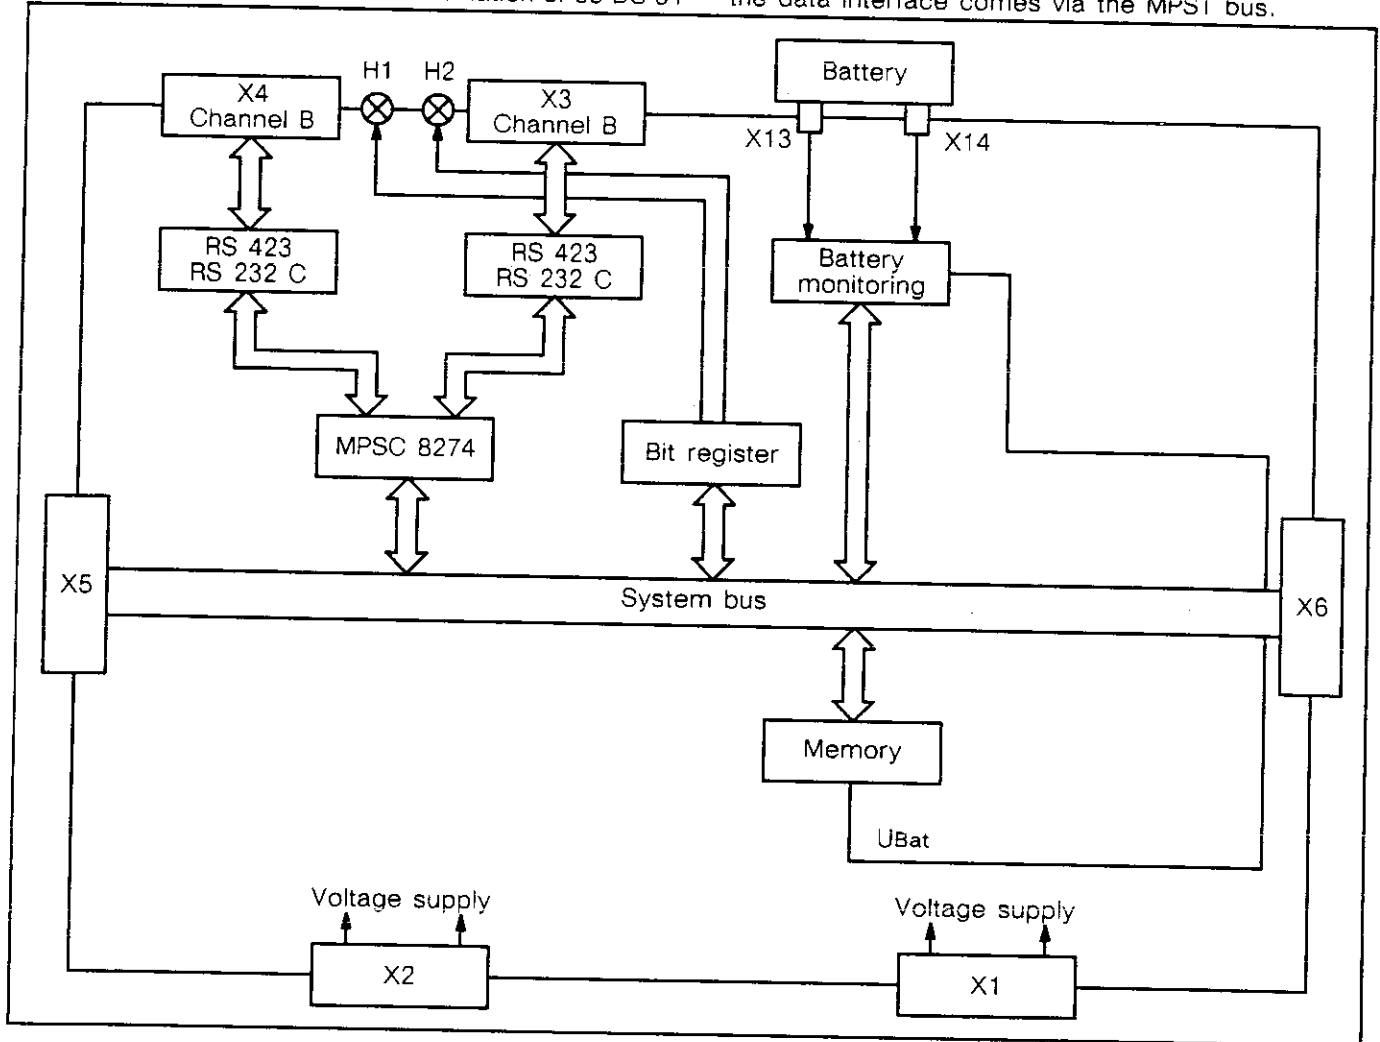 the data interface comes via the MPST bus.
H1
H2
Battery
X4
Channel B
X3
Channel B
X13
X14
RS 423
RS 232 C
RS 423
RS 232 C
Battery
monitoring
MPSC 8274
Bit register
X5
System bus
X6
Memory
UBat
Voltage supply
Voltage supply
X2
X1